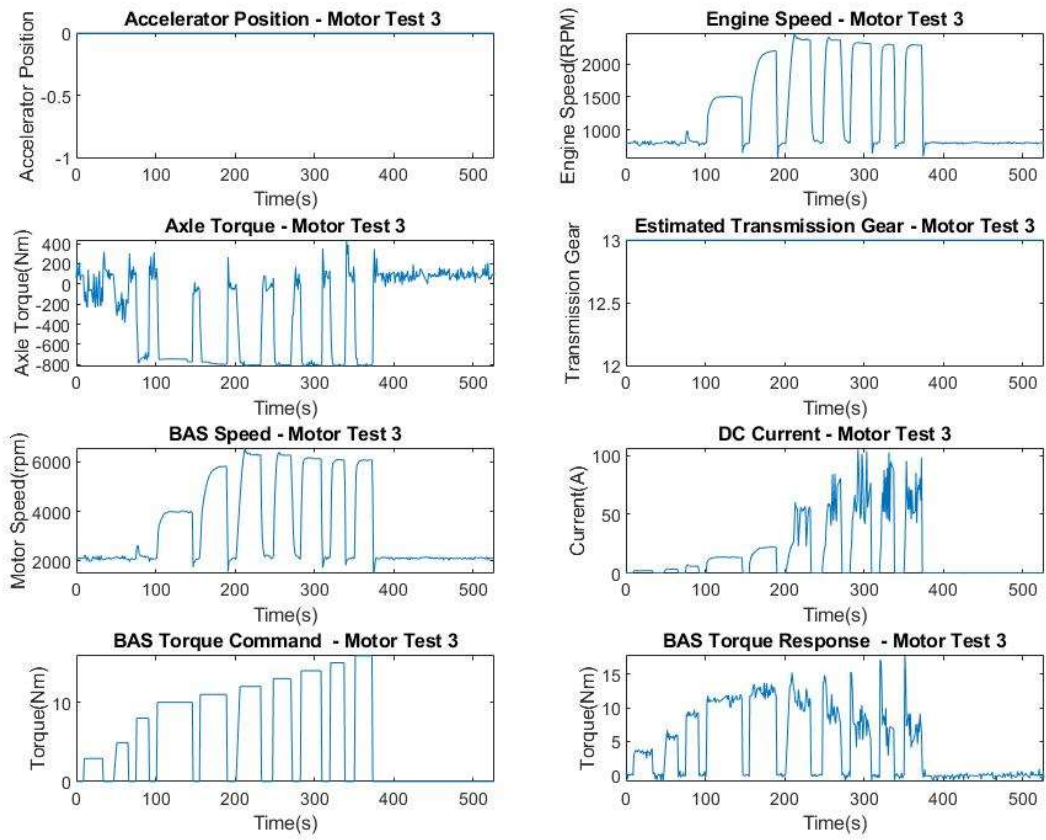 Accelerator Position - Motor Test 3
Accelerator Position
0
-0.5
-1
0 100 200 300 400 500
Time(s)
Engine Speed - Motor Test 3
Engine Speed(RPM)
2000
1500
1000
0 100 200 300 400 500
Time(s)
Axle Torque - Motor Test 3
Axle Torque(Nm)
400
200
0
-200
-400
-600
-800
0 100 200 300 400 500
Time(s)
Estimated Transmission Gear - Motor Test 3
Transmission Gear
13
12.5
12
0 100 200 300 400 500
Time(s)
BAS Speed - Motor Test 3
Motor Speed(rpm)
6000
4000
2000
0 100 200 300 400 500
Time(s)
DC Current - Motor Test 3
Current(A)
100
50
0
0 100 200 300 400 500
Time(s)
BAS Torque Command - Motor Test 3
Torque(Nm)
10
0
0 100 200 300 400 500
Time(s)
BAS Torque Response - Motor Test 3
Torque(Nm)
15
10
5
0
0 100 200 300 400 500
Time(s)